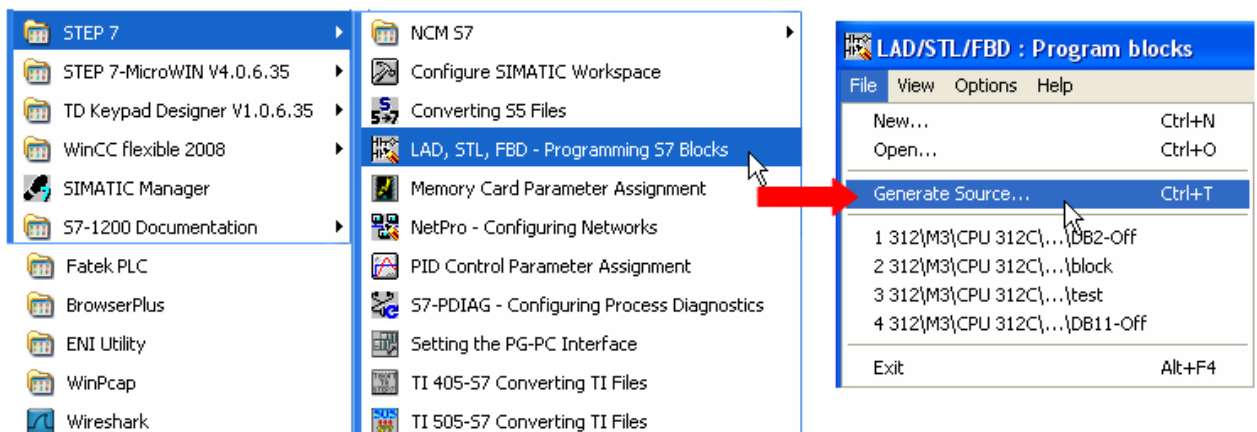 STEP 7
STEP 7-MicroWIN V4.0.6.35
TD Keypad Designer V1.0.6.35
WinCC flexible 2008
SIMATIC Manager
S7-1200 Documentation
Fatek PLC
BrowserPlus
ENI Utility
WinPcap
Wireshark
NCM S7
Configure SIMATIC Workspace
Converting S5 Files
LAD, STL, FBD - Programming S7 Blocks
Memory Card Parameter Assignment
NetPro - Configuring Networks
PID Control Parameter Assignment
S7-PDIAG - Configuring Process Diagnostics
Setting the PG-PC Interface
TI 405-S7 Converting TI Files
TI 505-S7 Converting TI Files
LAD/STL/FBD : Program blocks
File View Options Help
New... Ctrl+N
Open... Ctrl+O
Generate Source... Ctrl+T
1 312\M3\CPU 312C\...\DB2-Off
2 312\M3\CPU 312C\...\block
3 312\M3\CPU 312C\...\test
4 312\M3\CPU 312C\...\DB11-Off
Exit Alt+F4